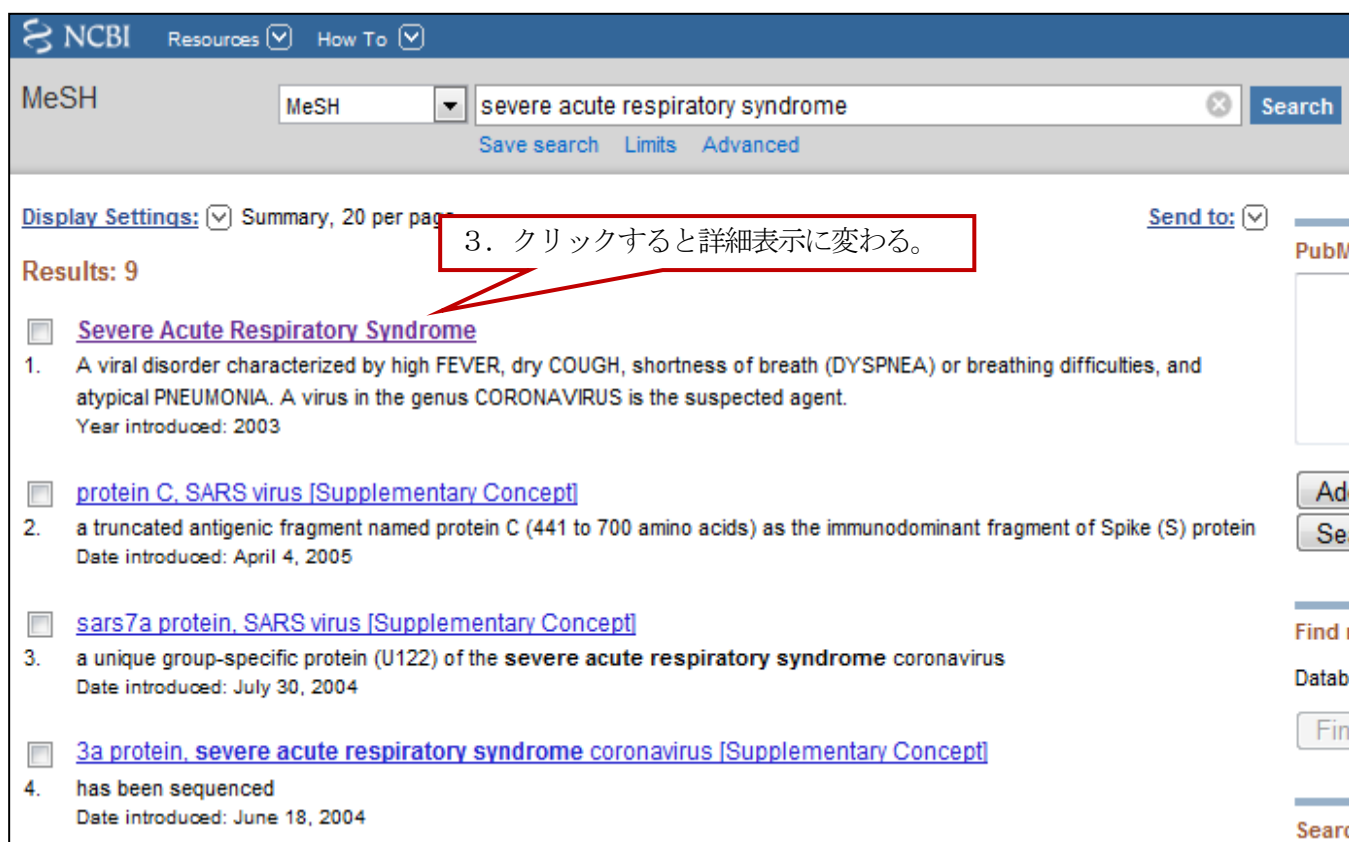 NCBI Resources How To
MeSH MeSH severe acute respiratory syndrome Search
Save search Limits Advanced
Display Settings: Summary, 20 per page Send to:
3．クリックすると詳細表示に変わる。
Results: 9
PubM
Severe Acute Respiratory Syndrome
1. A viral disorder characterized by high FEVER, dry COUGH, shortness of breath (DYSPNEA) or breathing difficulties, and
atypical PNEUMONIA. A virus in the genus CORONAVIRUS is the suspected agent.
Year introduced: 2003
protein C, SARS virus [Supplementary Concept]
2. a truncated antigenic fragment named protein C (441 to 700 amino acids) as the immunodominant fragment of Spike (S) protein
Date introduced: April 4, 2005
Ad
Se
sars7a protein, SARS virus [Supplementary Concept]
3. a unique group-specific protein (U122) of the severe acute respiratory syndrome coronavirus
Date introduced: July 30, 2004
Find
Datab
Fin
3a protein, severe acute respiratory syndrome coronavirus [Supplementary Concept]
4. has been sequenced
Date introduced: June 18, 2004
Searc